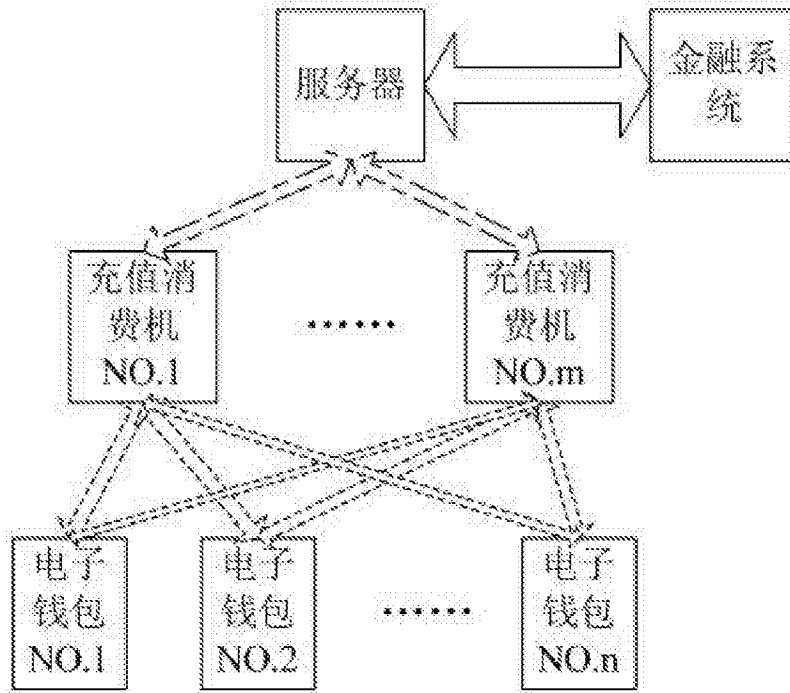 服务器
金融系
统
充值消
费机
NO.1
······
充值消
费机
NO.m
电子
钱包
NO.1
电子
钱包
NO.2
······
电子
钱包
NO.n